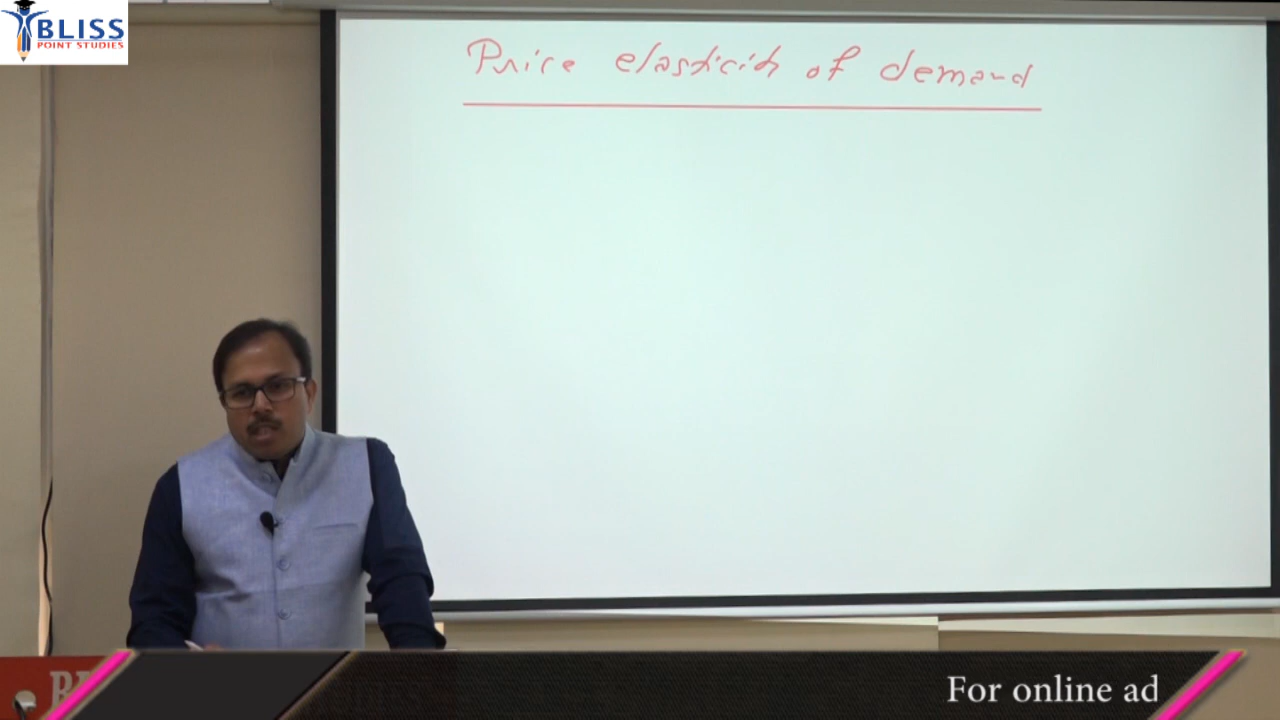 BLISS
POINT STUDIES
Price elasticity of demand
For online ad